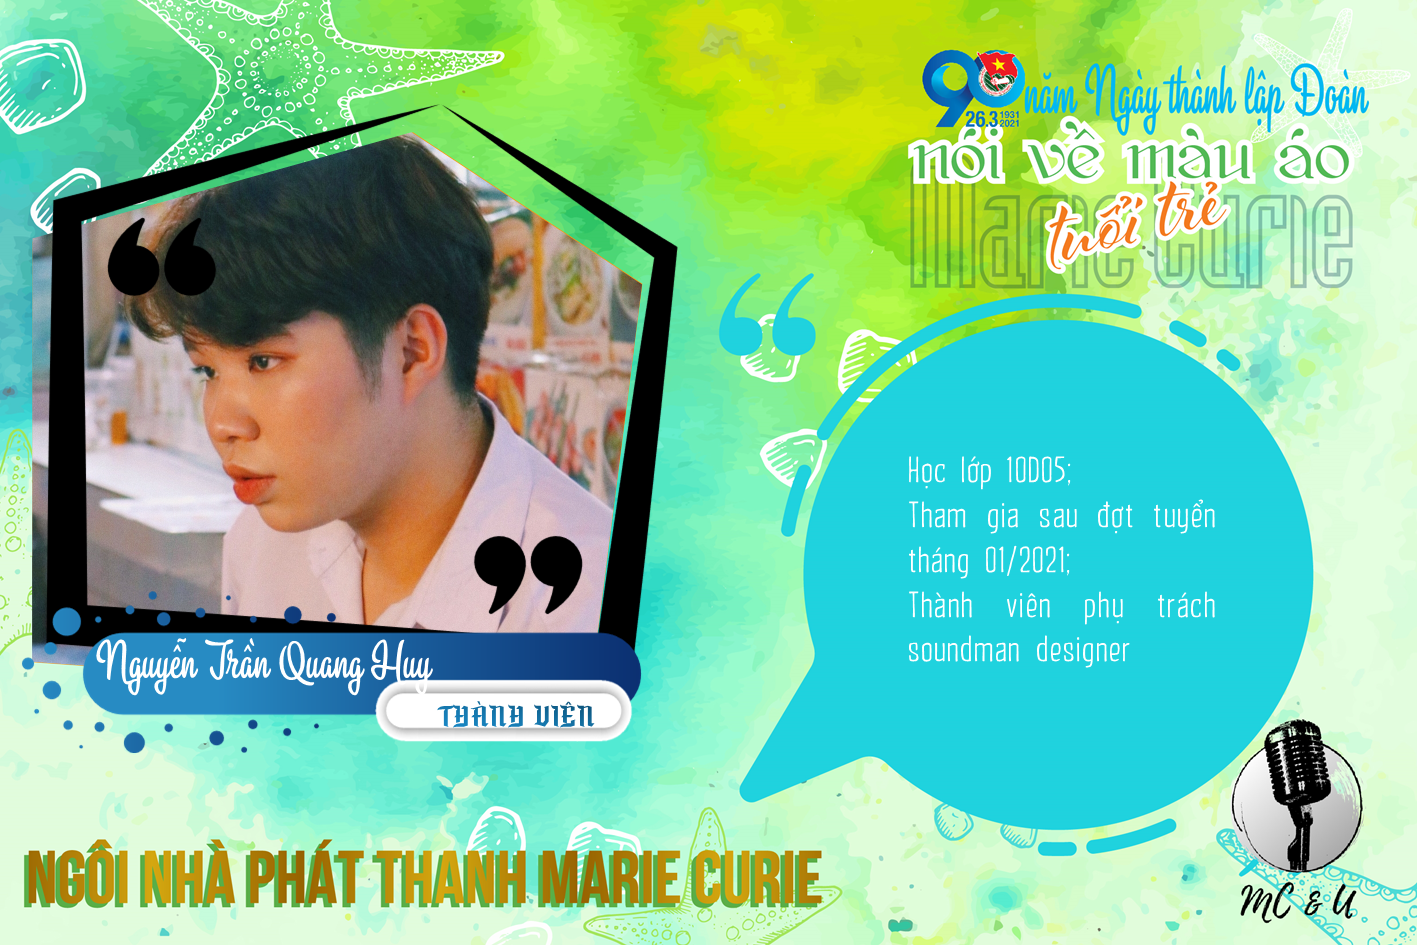 90 năm Ngày thành lập Đoàn
26.3 1931 2021
nói về màu áo
Marie Curie
tuổi trẻ
Học lớp 10D05;
Tham gia sau đợt tuyển
tháng 01/2021;
Thành viên phụ trách
soundman designer
Nguyễn Trần Quang Huy
THÀNH VIÊN
NGÔI NHÀ PHÁT THANH MARIE CURIE
MC & U